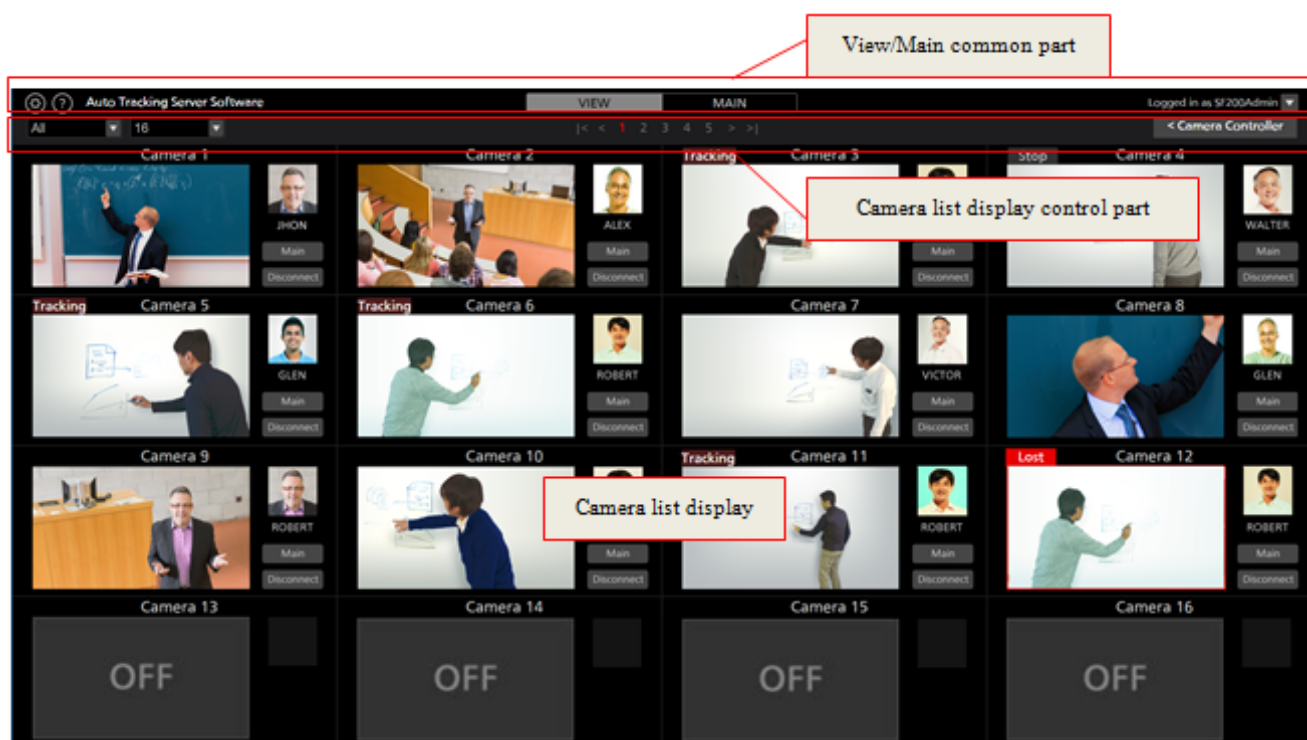 View/Main common part
? Auto Tracking Server Software VIEW MAIN Logged in as SF200Admin
All 16 |< < 1 2 3 4 5 > >| < Camera Controller
Camera 1 Camera 2 Tracking Camera 3 Stop Camera 4
Camera list display control part
JHON ALEX WALTER
Main Main Main Main
Disconnect Disconnect Disconnect Disconnect
Tracking Camera 5 Tracking Camera 6 Camera 7 Camera 8
GLEN ROBERT VICTOR GLEN
Main Main Main Main
Disconnect Disconnect Disconnect Disconnect
Camera 9 Camera 10 Tracking Camera 11 Lost Camera 12
Camera list display
ROBERT ROBERT ROBERT
Main Main Main
Disconnect Disconnect Disconnect Disconnect
Camera 13 Camera 14 Camera 15 Camera 16
OFF OFF OFF OFF